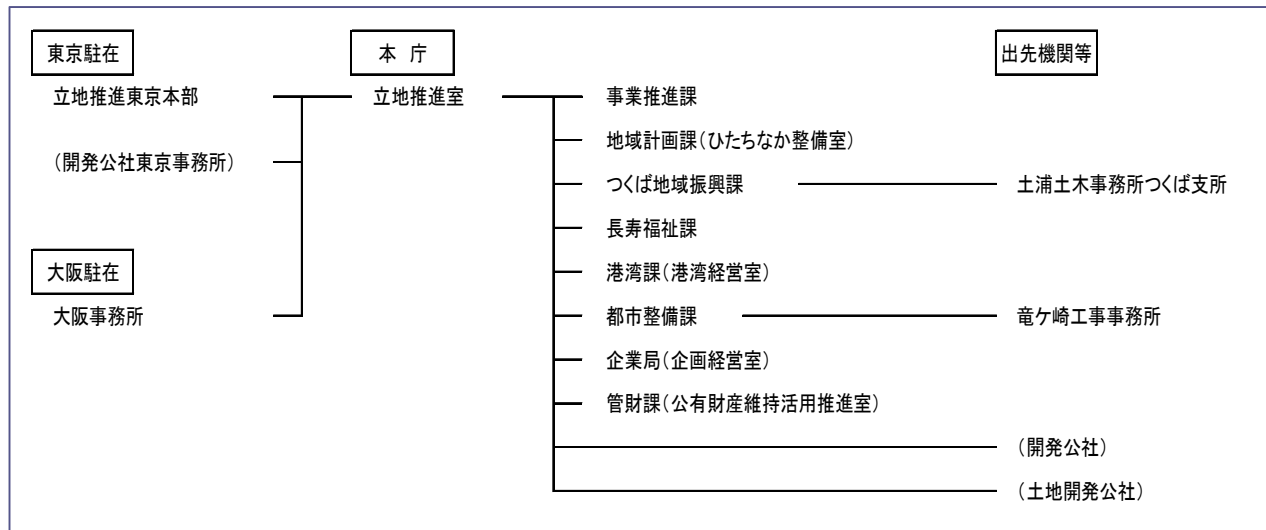 東京駐在
本 庁
出先機関等
立地推進東京本部
立地推進室
事業推進課
地域計画課(ひたちなか整備室)
(開発公社東京事務所)
つくば地域振興課
土浦土木事務所つくば支所
長寿福祉課
大阪駐在
港湾課(港湾経営室)
大阪事務所
都市整備課
竜ケ崎工事事務所
企業局(企画経営室)
管財課(公有財産維持活用推進室)
(開発公社)
(土地開発公社)